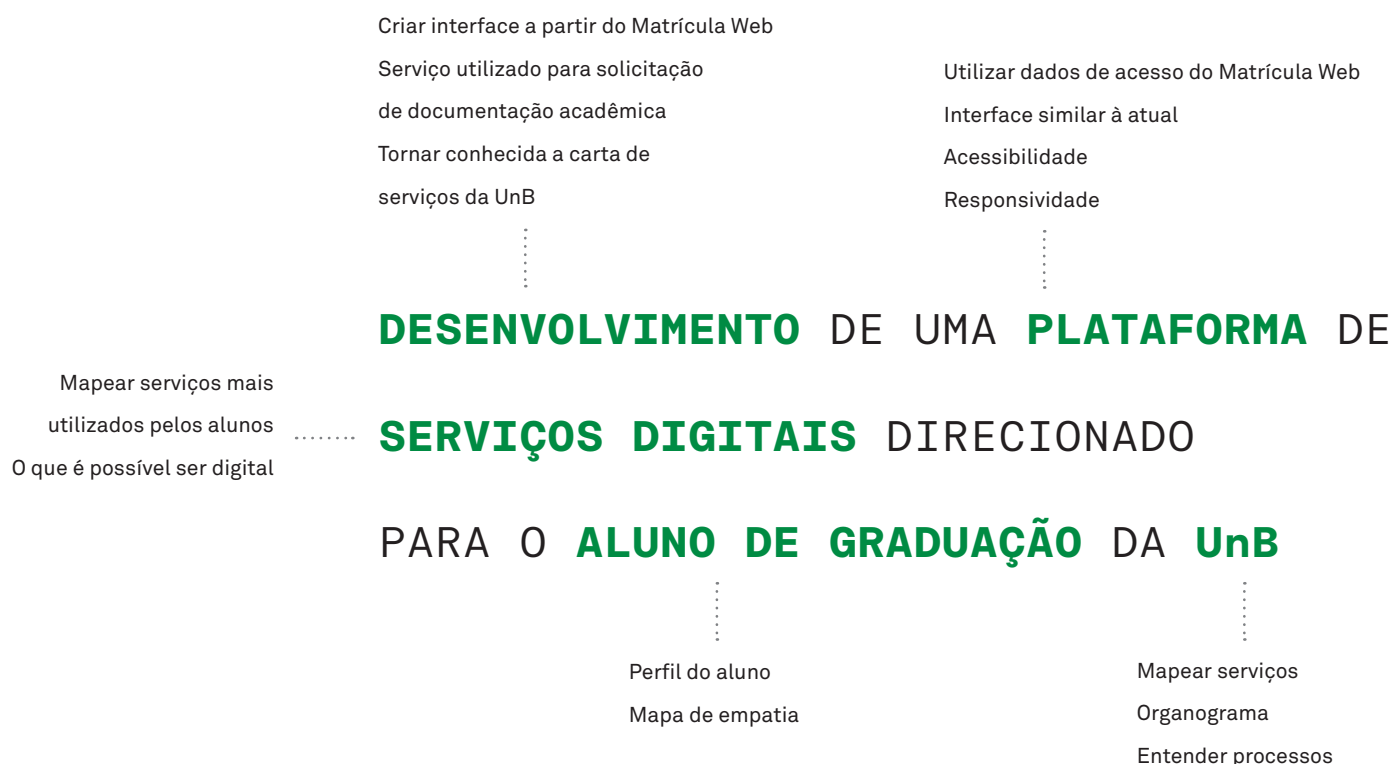 Criar interface a partir do Matrícula Web
Serviço utilizado para solicitação
de documentação acadêmica
Tornar conhecida a carta de
serviços da UnB
Utilizar dados de acesso do Matrícula Web
Interface similar à atual
Acessibilidade
Responsividade
DESENVOLVIMENTO DE UMA PLATAFORMA DE
Mapear serviços mais
utilizados pelos alunos
O que é possível ser digital
SERVIÇOS DIGITAIS DIRECIONADO
PARA O ALUNO DE GRADUAÇÃO DA UnB
Perfil do aluno
Mapa de empatia
Mapear serviços
Organograma
Entender processos